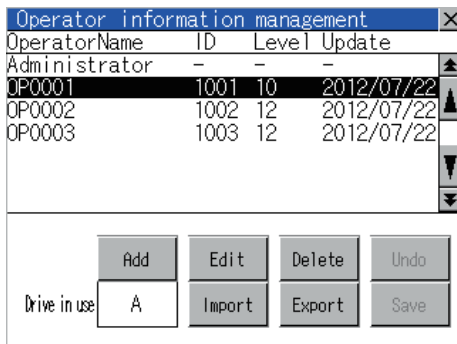 Operator information management
OperatorName ID Level Update
Administrator - - -
OP0001 1001 10 2012/07/22
OP0002 1002 12 2012/07/22
OP0003 1003 12 2012/07/22
Add Edit Delete Undo
Drive in use A Import Export Save